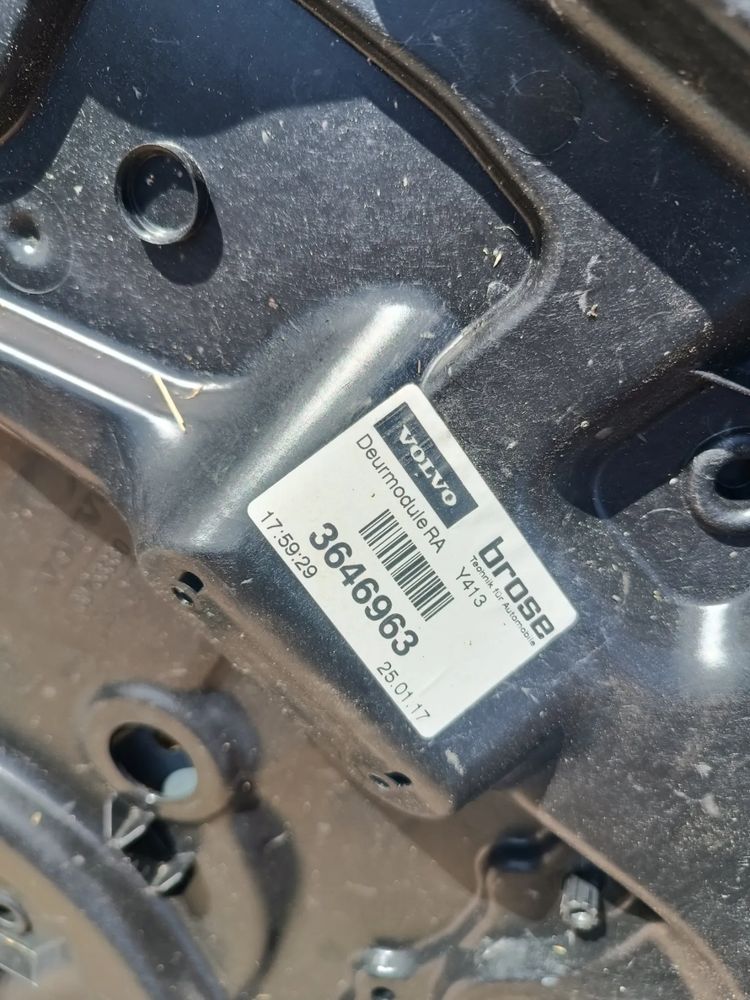 VOLVO
Deurmodule RA
Y413
brose
Technik für Automobile
3646963
17:59:29
25.01.17